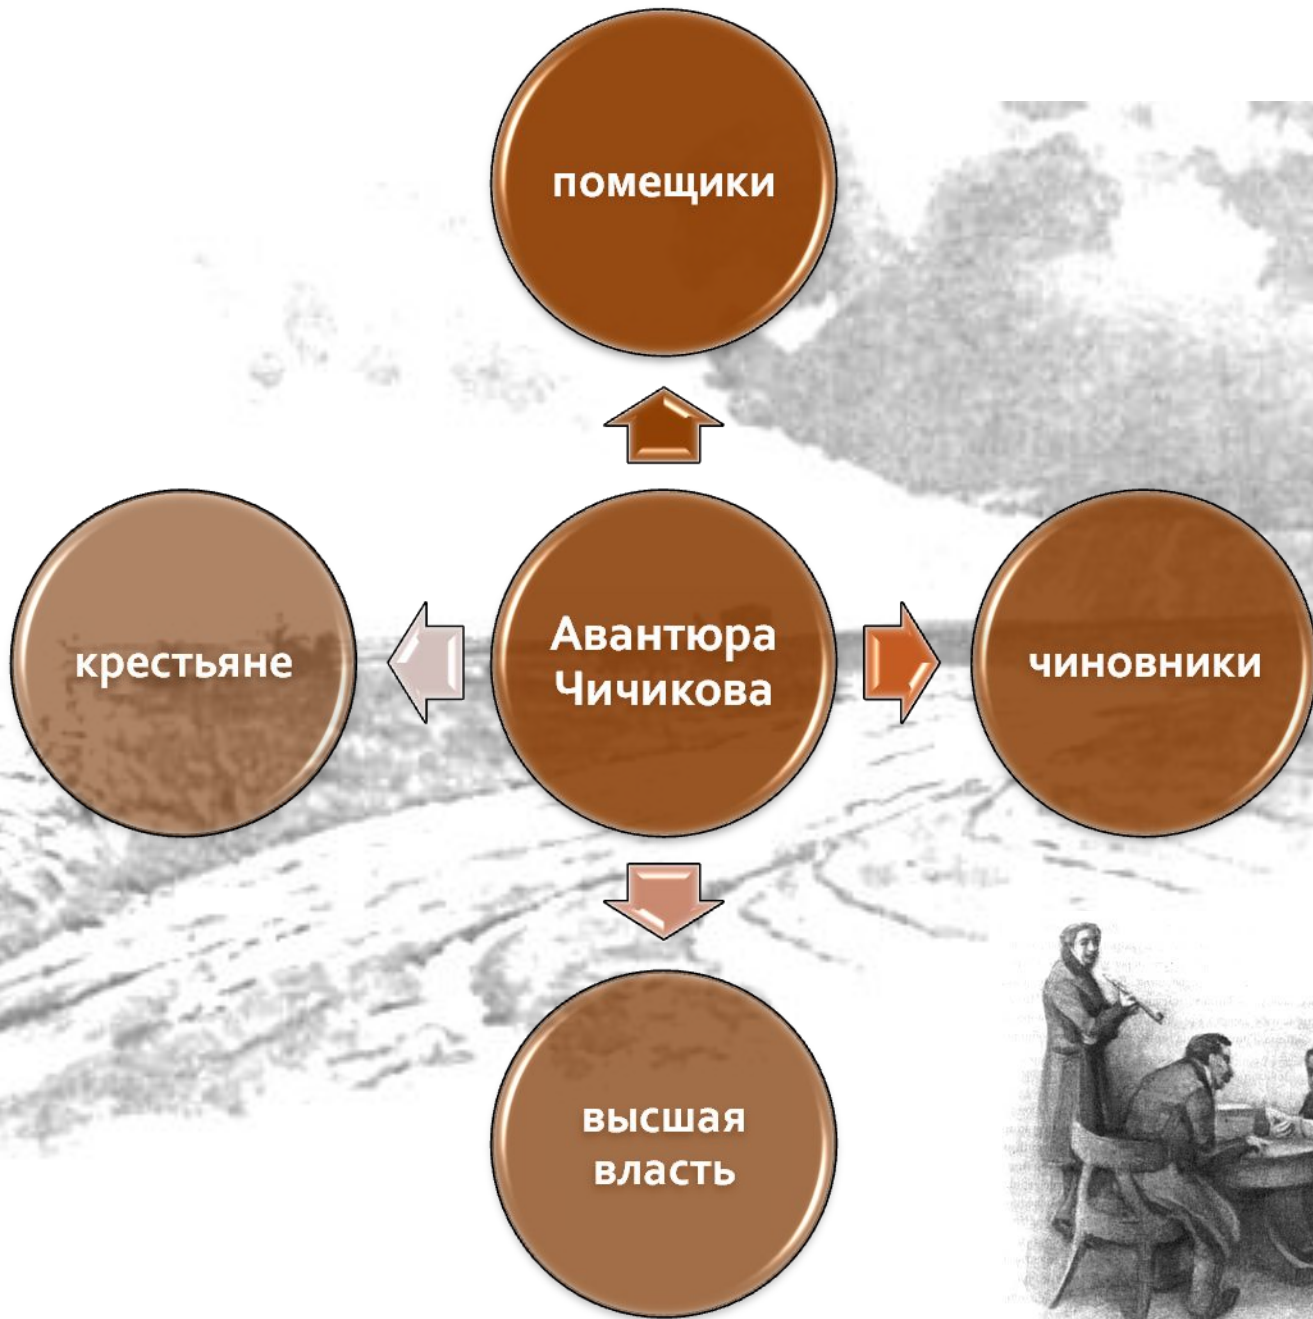 помещики
крестьяне
Авантюра
Чичикова
чиновники
высшая
власть